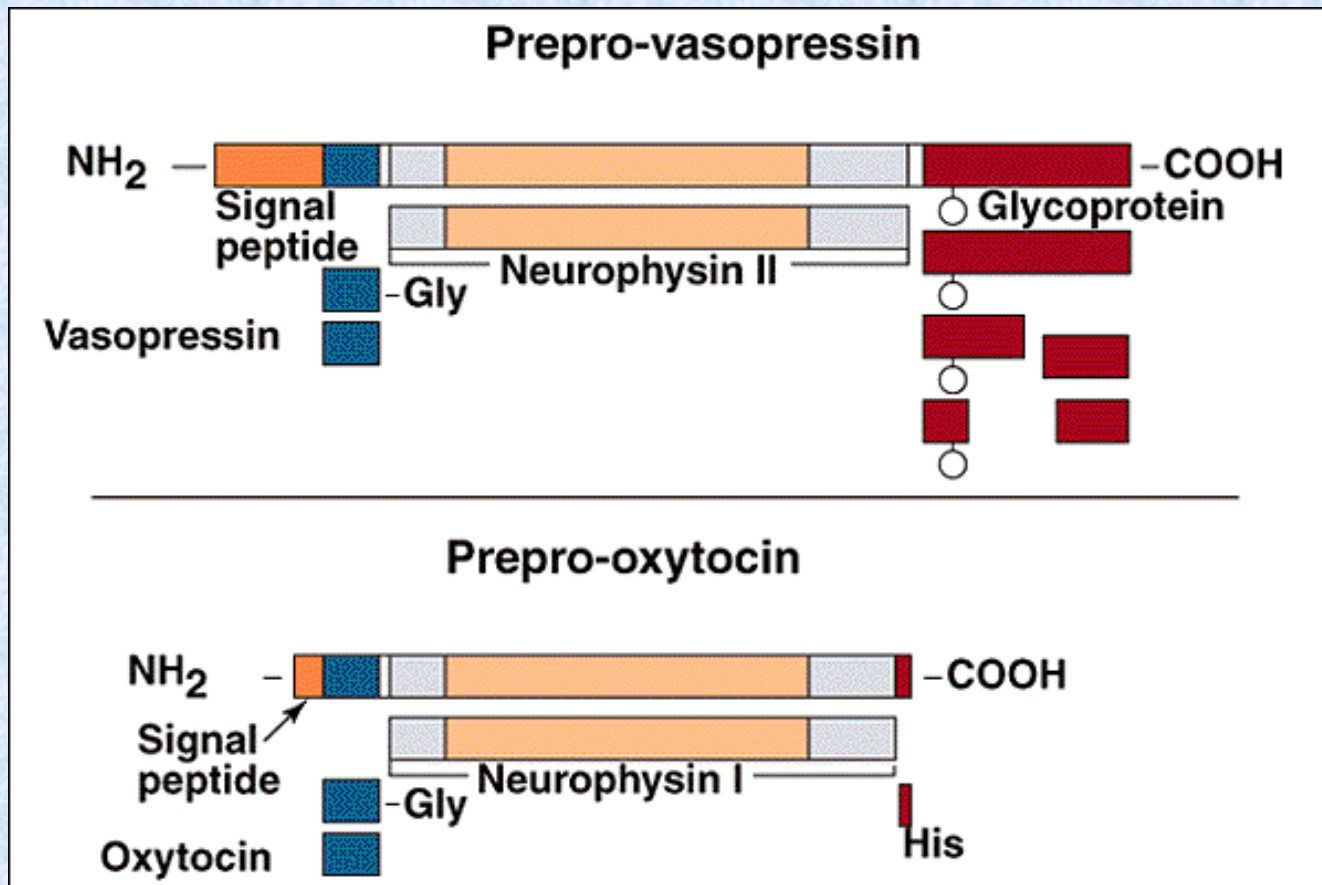 Prepro-vasopressin
NH2
COOH
Signal
peptide
Glycoprotein
Neurophysin II
-Gly
Vasopressin
Prepro-oxytocin
NH2
COOH
Signal
peptide
Neurophysin I
-Gly
His
Oxytocin